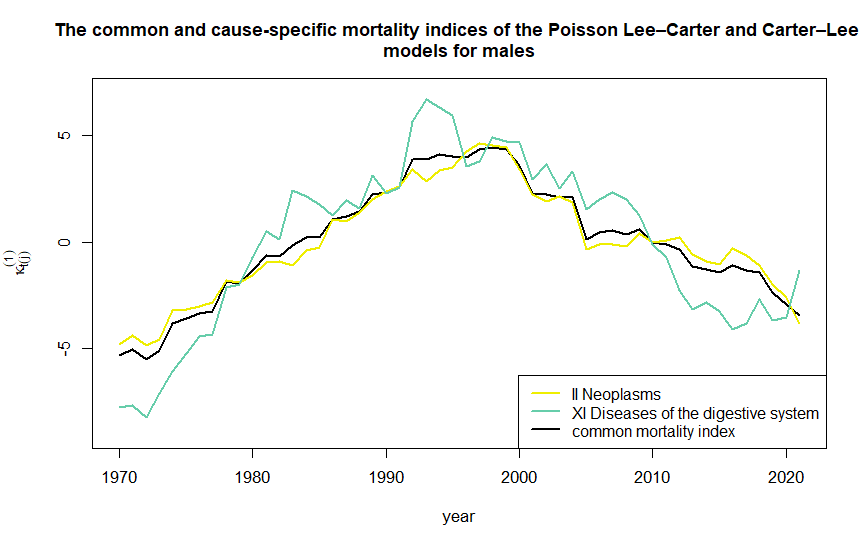 The common and cause-specific mortality indices of the Poisson Lee–Carter and Carter–Lee
models for males
κt(j)(1)
5
0
-5
II Neoplasms
XI Diseases of the digestive system
common mortality index
1970 1980 1990 2000 2010 2020
year